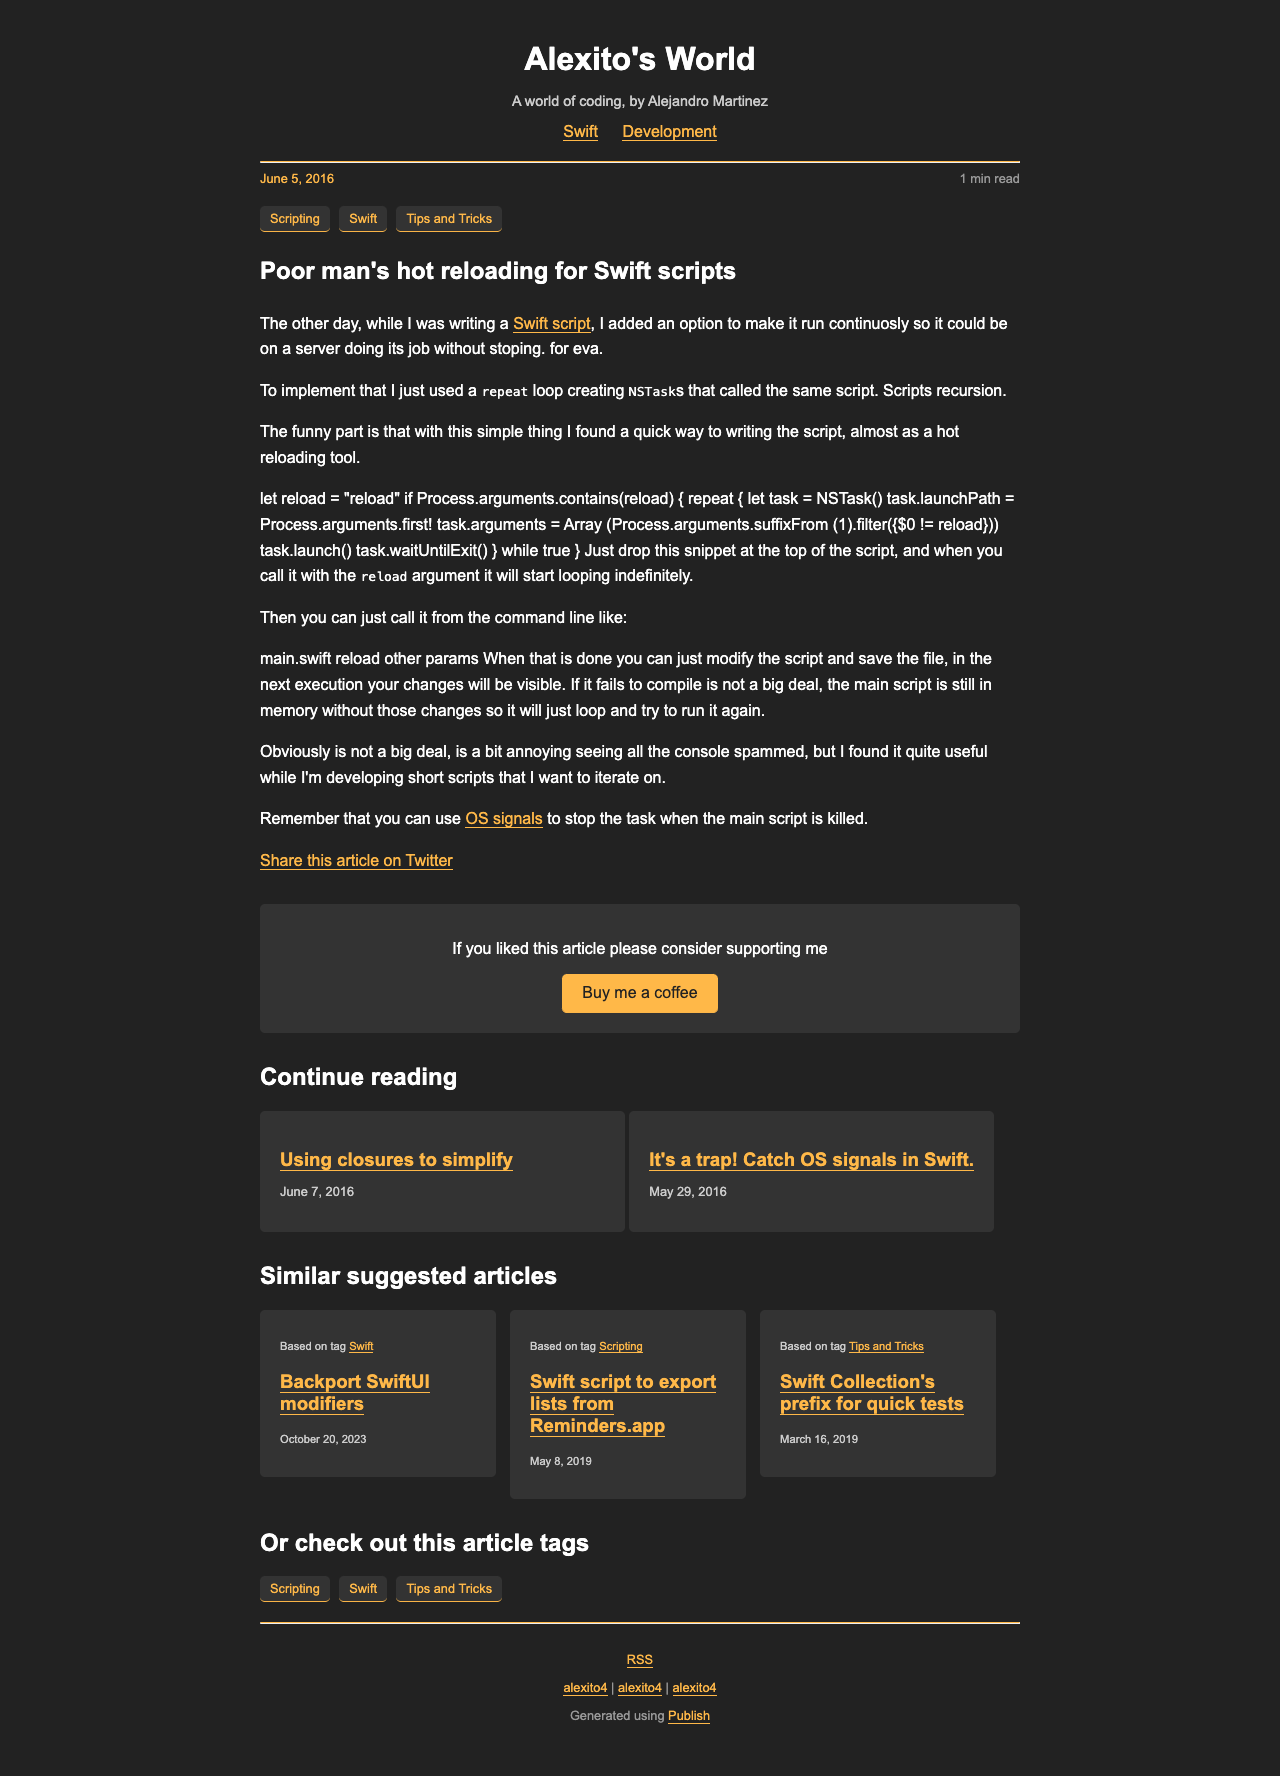 Alexito's World
A world of coding, by Alejandro Martinez
Swift Development
June 5, 2016 1 min read
Scripting Swift Tips and Tricks
Poor man's hot reloading for Swift scripts
The other day, while I was writing a Swift script, I added an option to make it run continuosly so it could be
on a server doing its job without stoping. for eva.
To implement that I just used a repeat loop creating NSTasks that called the same script. Scripts recursion.
The funny part is that with this simple thing I found a quick way to writing the script, almost as a hot
reloading tool.
let reload = "reload" if Process.arguments.contains(reload) { repeat { let task = NSTask() task.launchPath =
Process.arguments.first! task.arguments = Array (Process.arguments.suffixFrom (1).filter({$0 != reload}))
task.launch() task.waitUntilExit() } while true } Just drop this snippet at the top of the script, and when you
call it with the reload argument it will start looping indefinitely.
Then you can just call it from the command line like:
main.swift reload other params When that is done you can just modify the script and save the file, in the
next execution your changes will be visible. If it fails to compile is not a big deal, the main script is still in
memory without those changes so it will just loop and try to run it again.
Obviously is not a big deal, is a bit annoying seeing all the console spammed, but I found it quite useful
while I'm developing short scripts that I want to iterate on.
Remember that you can use OS signals to stop the task when the main script is killed.
Share this article on Twitter
If you liked this article please consider supporting me
Buy me a coffee
Continue reading
Using closures to simplify
June 7, 2016
It's a trap! Catch OS signals in Swift.
May 29, 2016
Similar suggested articles
Based on tag Swift
Backport SwiftUI
modifiers
October 20, 2023
Based on tag Scripting
Swift script to export
lists from
Reminders.app
May 8, 2019
Based on tag Tips and Tricks
Swift Collection's
prefix for quick tests
March 16, 2019
Or check out this article tags
Scripting Swift Tips and Tricks
RSS
alexito4 | alexito4 | alexito4
Generated using Publish